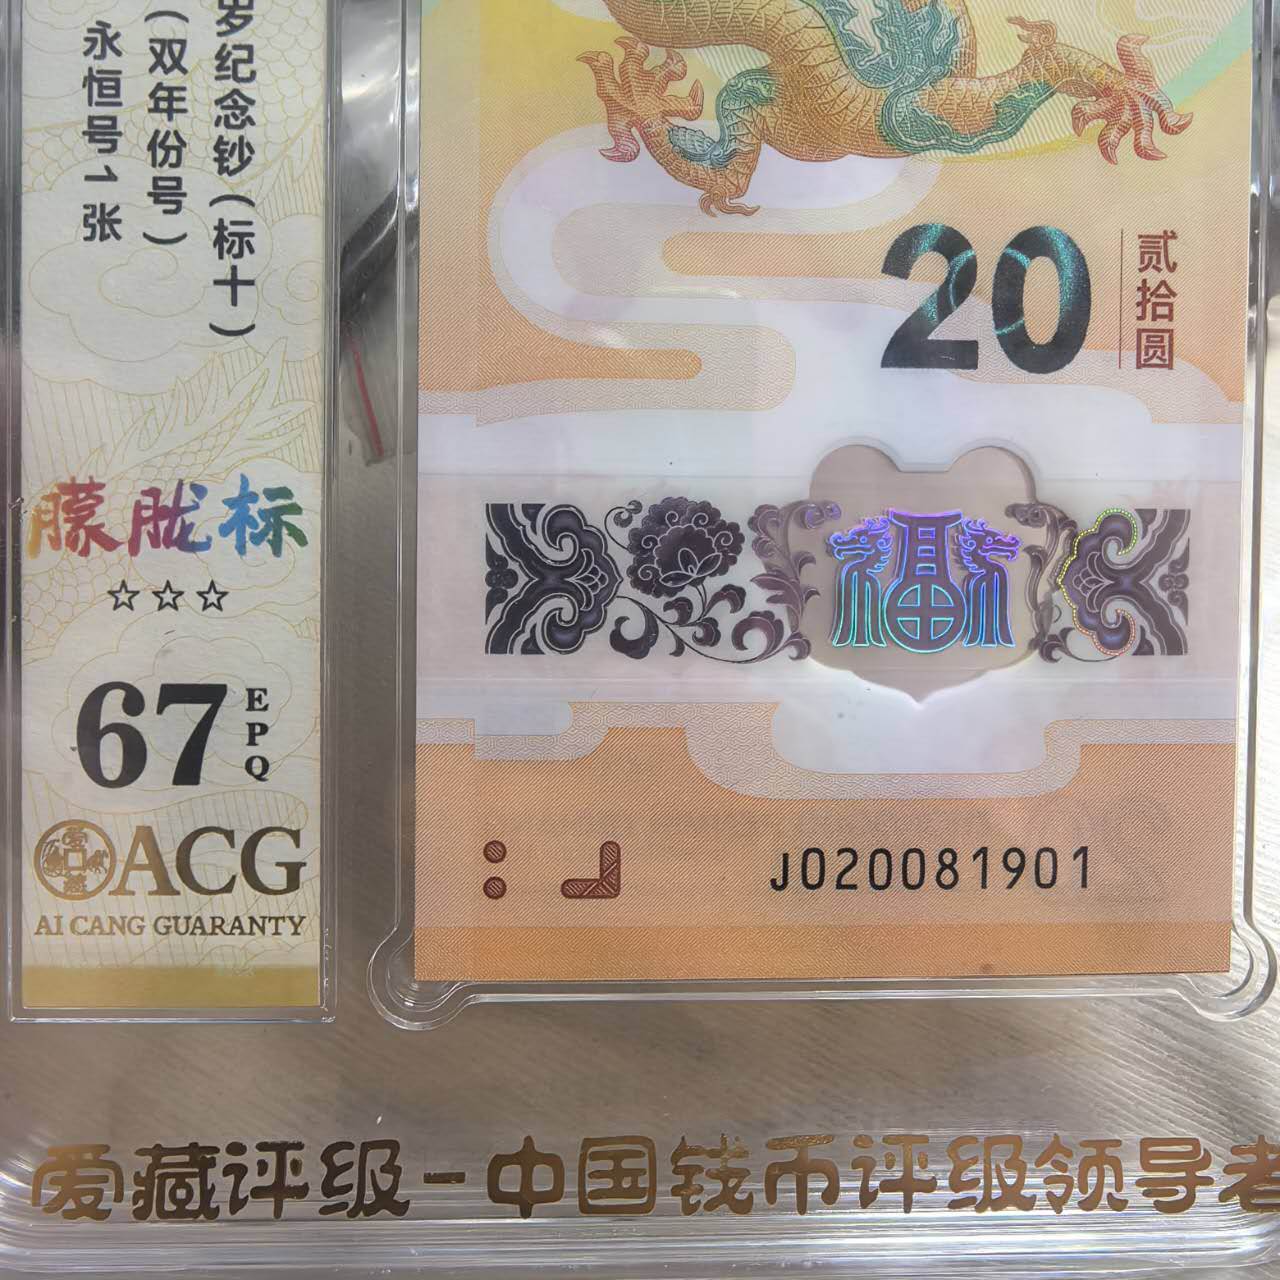 岁纪念钞(标十)
(双年份号)
永恒号1张
朦胧标
67
EPQ
ACG
AI CANG GUARANTY
20
贰拾圆
福
J020081901
爱藏评级-中国钱币评级领导者